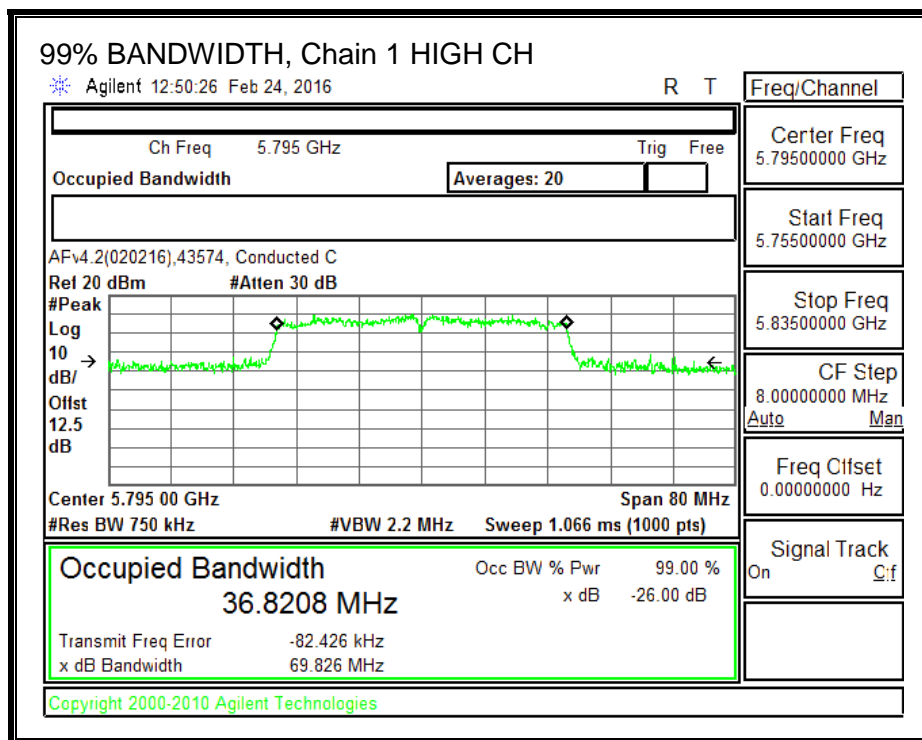 99% BANDWIDTH, Chain 1 HIGH CH
Agilent 12:50:26 Feb 24, 2016 R T
Ch Freq 5.795 GHz Trig Free
Occupied Bandwidth Averages: 20
AFv4.2(020216),43574, Conducted C
Ref 20 dBm #Atten 30 dB
#Peak
Log
10
dB/
Offst
12.5
dB
Center 5.795 00 GHz Span 80 MHz
#Res BW 750 kHz #VBW 2.2 MHz Sweep 1.066 ms (1000 pts)
Occupied Bandwidth Occ BW % Pwr 99.00 %
36.8208 MHz x dB -26.00 dB
Transmit Freq Error -82.426 kHz
x dB Bandwidth 69.826 MHz
Copyright 2000-2010 Agilent Technologies
Freq/Channel
Center Freq
5.79500000 GHz
Start Freq
5.75500000 GHz
Stop Freq
5.83500000 GHz
CF Step
8.00000000 MHz
Auto Man
Freq Offset
0.00000000 Hz
Signal Track
On Off